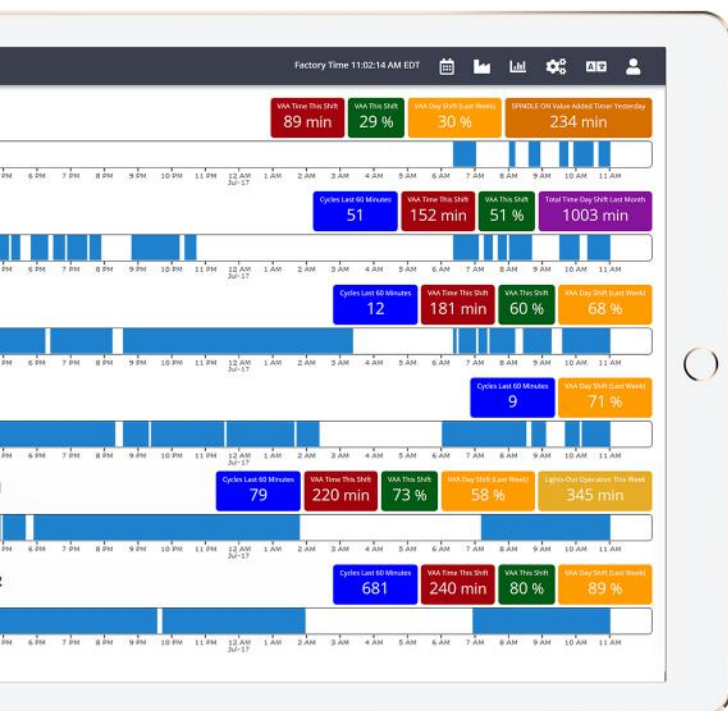 Factory Time 11:02:14 AM EDT
VAA Time This Shift VAA This Shift VAA Day Shift (Last Week) SPINDLE ON Value Added Timer Yesterday
89 min 29 % 30 % 234 min
PM 6 PM 7 PM 8 PM 9 PM 10 PM 11 PM 12 AM 1 AM 2 AM 3 AM 4 AM 5 AM 6 AM 7 AM 8 AM 9 AM 10 AM 11 AM
Jul-17
Cycles Last 60 Minutes VAA Time This Shift VAA This Shift Total Time Day Shift Last Month
51 152 min 51 % 1003 min
PM 6 PM 7 PM 8 PM 9 PM 10 PM 11 PM 12 AM 1 AM 2 AM 3 AM 4 AM 5 AM 6 AM 7 AM 8 AM 9 AM 10 AM 11 AM
Jul-17
Cycles Last 60 Minutes VAA Time This Shift VAA This Shift VAA Day Shift (Last Week)
12 181 min 60 % 68 %
PM 6 PM 7 PM 8 PM 9 PM 10 PM 11 PM 12 AM 1 AM 2 AM 3 AM 4 AM 5 AM 6 AM 7 AM 8 AM 9 AM 10 AM 11 AM
Jul-17
Cycles Last 60 Minutes VAA Day Shift (Last Week)
9 71 %
PM 6 PM 7 PM 8 PM 9 PM 10 PM 11 PM 12 AM 1 AM 2 AM 3 AM 4 AM 5 AM 6 AM 7 AM 8 AM 9 AM 10 AM 11 AM
Jul-17
Cycles Last 60 Minutes VAA Time This Shift VAA This Shift VAA Day Shift (Last Week) Lights-Out Operation This Week
79 220 min 73 % 58 % 345 min
PM 6 PM 7 PM 8 PM 9 PM 10 PM 11 PM 12 AM 1 AM 2 AM 3 AM 4 AM 5 AM 6 AM 7 AM 8 AM 9 AM 10 AM 11 AM
Jul-17
Cycles Last 60 Minutes VAA Time This Shift VAA This Shift VAA Day Shift (Last Week)
681 240 min 80 % 89 %
PM 6 PM 7 PM 8 PM 9 PM 10 PM 11 PM 12 AM 1 AM 2 AM 3 AM 4 AM 5 AM 6 AM 7 AM 8 AM 9 AM 10 AM 11 AM
Jul-17